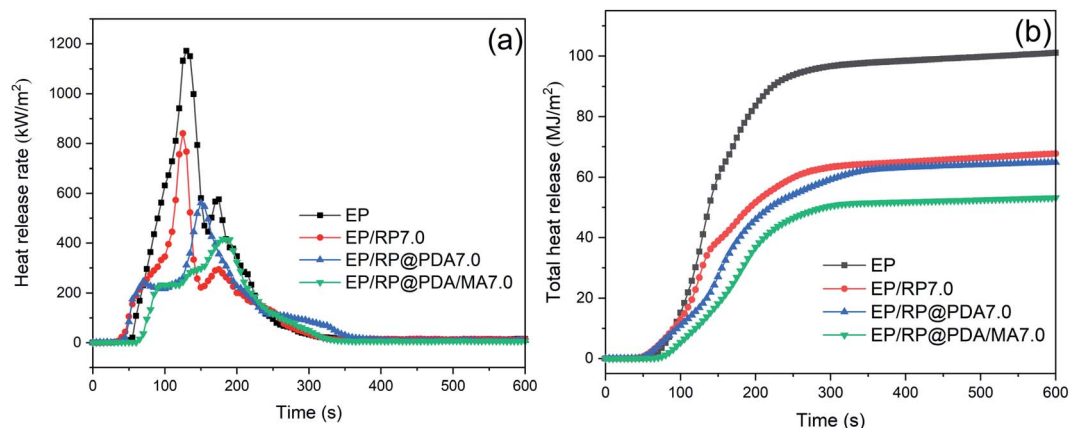 (a)
Heat release rate (kW/m²)
1200
1000
800
600
400
200
0
EP
EP/RP7.0
EP/RP@PDA7.0
EP/RP@PDA/MA7.0
0 100 200 300 400 500 600
Time (s)
(b)
Total heat release (MJ/m²)
100
80
60
40
20
0
EP
EP/RP7.0
EP/RP@PDA7.0
EP/RP@PDA/MA7.0
0 100 200 300 400 500 600
Time (s)